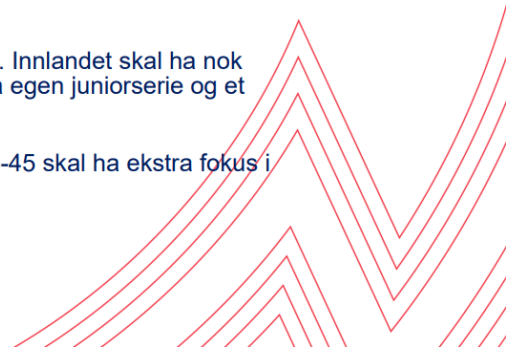 . Innlandet skal ha nok
egen juniorserie og et
-45 skal ha ekstra fokus i